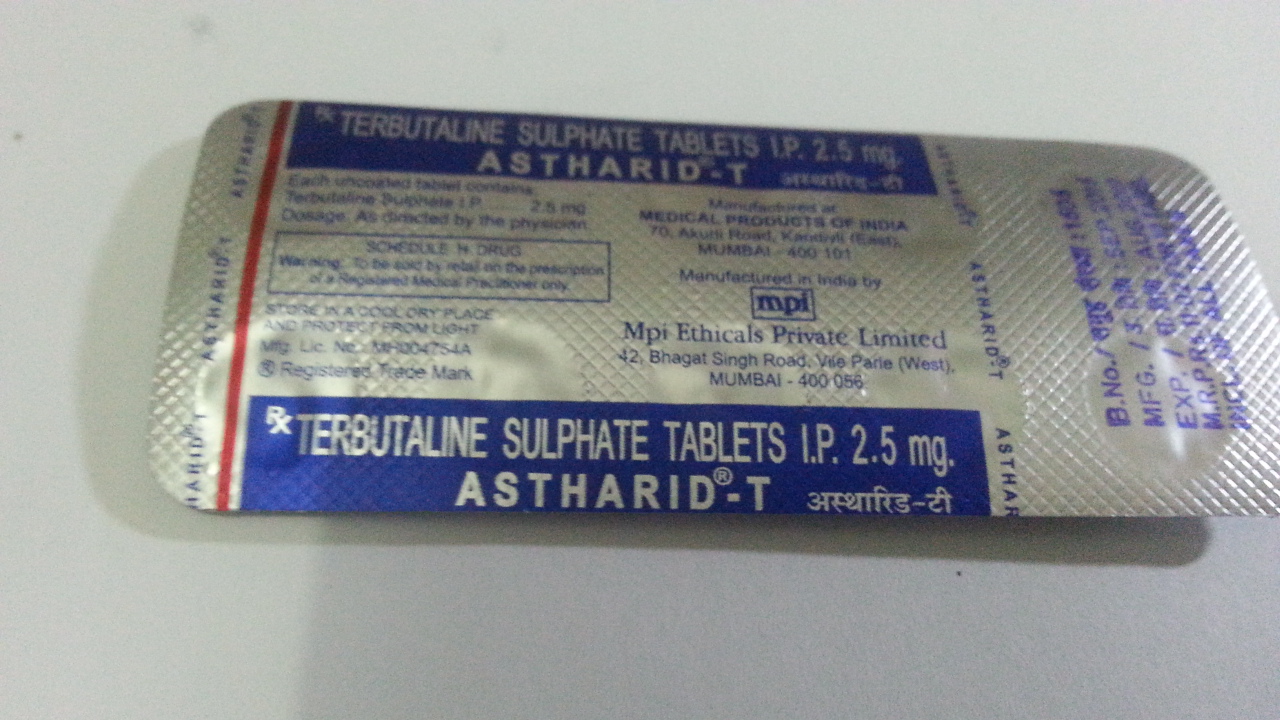 Rx TERBUTALINE SULPHATE TABLETS I.P. 2.5 mg.
ASTHARID®-T अस्थारिड-टी
Each uncoated tablet contains
Terbutaline Sulphate I.P. 2.5 mg
Dosage: As directed by the physician
SCHEDULE H DRUG
Warning: To be sold by retail on the prescription
of a Registered Medical Practitioner only.
STORE IN A COOL DRY PLACE
AND PROTECT FROM LIGHT
Mfg. Lic. No.: MH004754A
® Registered Trade Mark
Manufactured at:
MEDICAL PRODUCTS OF INDIA
70, Akurli Road, Kandivli (East),
MUMBAI - 400 101
Manufactured in India by
mpi
Mpi Ethicals Private Limited
42, Bhagat Singh Road, Vile Parle (West),
MUMBAI - 400 056
Rx TERBUTALINE SULPHATE TABLETS I.P. 2.5 mg.
ASTHARID®-T अस्थारिड-टी
ASTHARID®-T
ASTHARID®-T
THARID®-T
ASTHARID®-T
ASTHAR
B.No./
MFG. /
EXP. /
M.R.P.